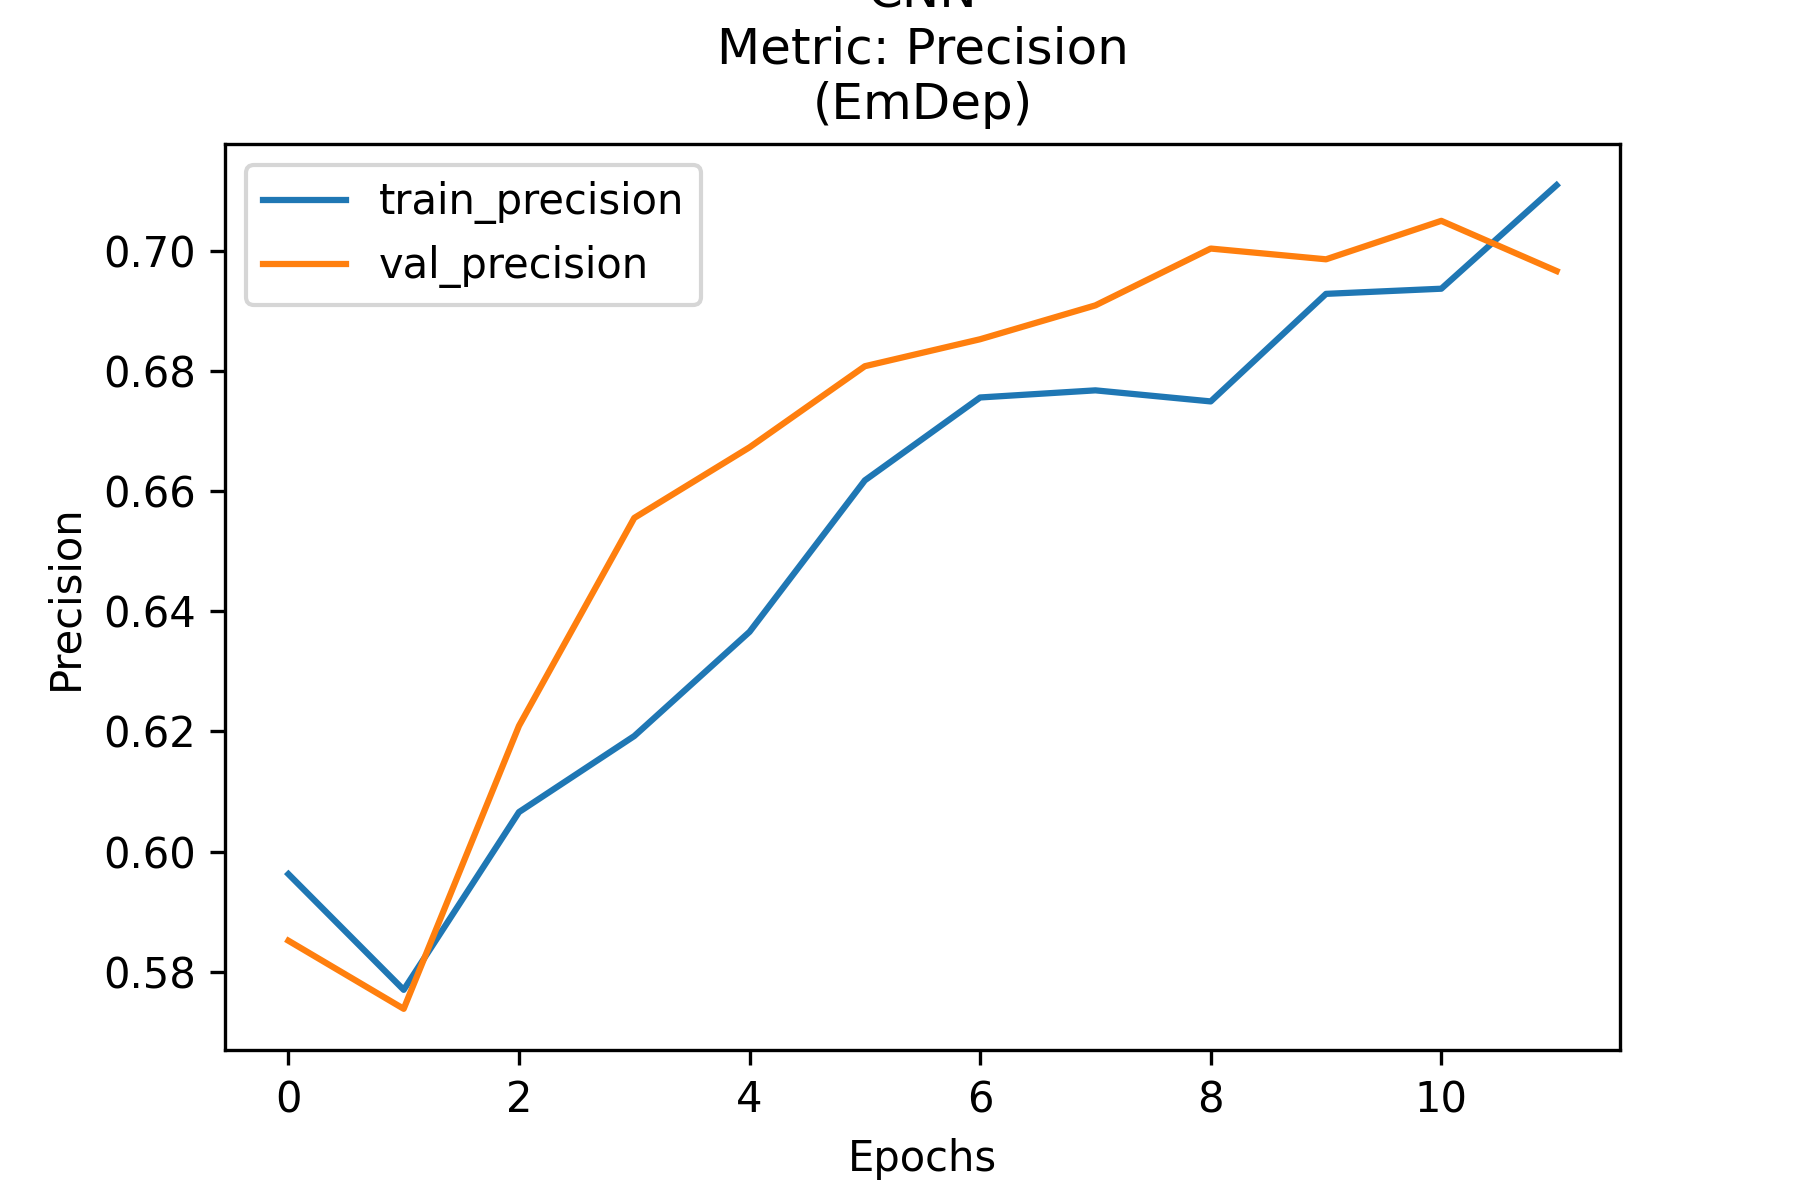 CNN
Metric: Precision
(EmDep)
train_precision
val_precision
0.70
0.68
0.66
0.64
0.62
0.60
0.58
Precision
0
2
4
6
8
10
Epochs